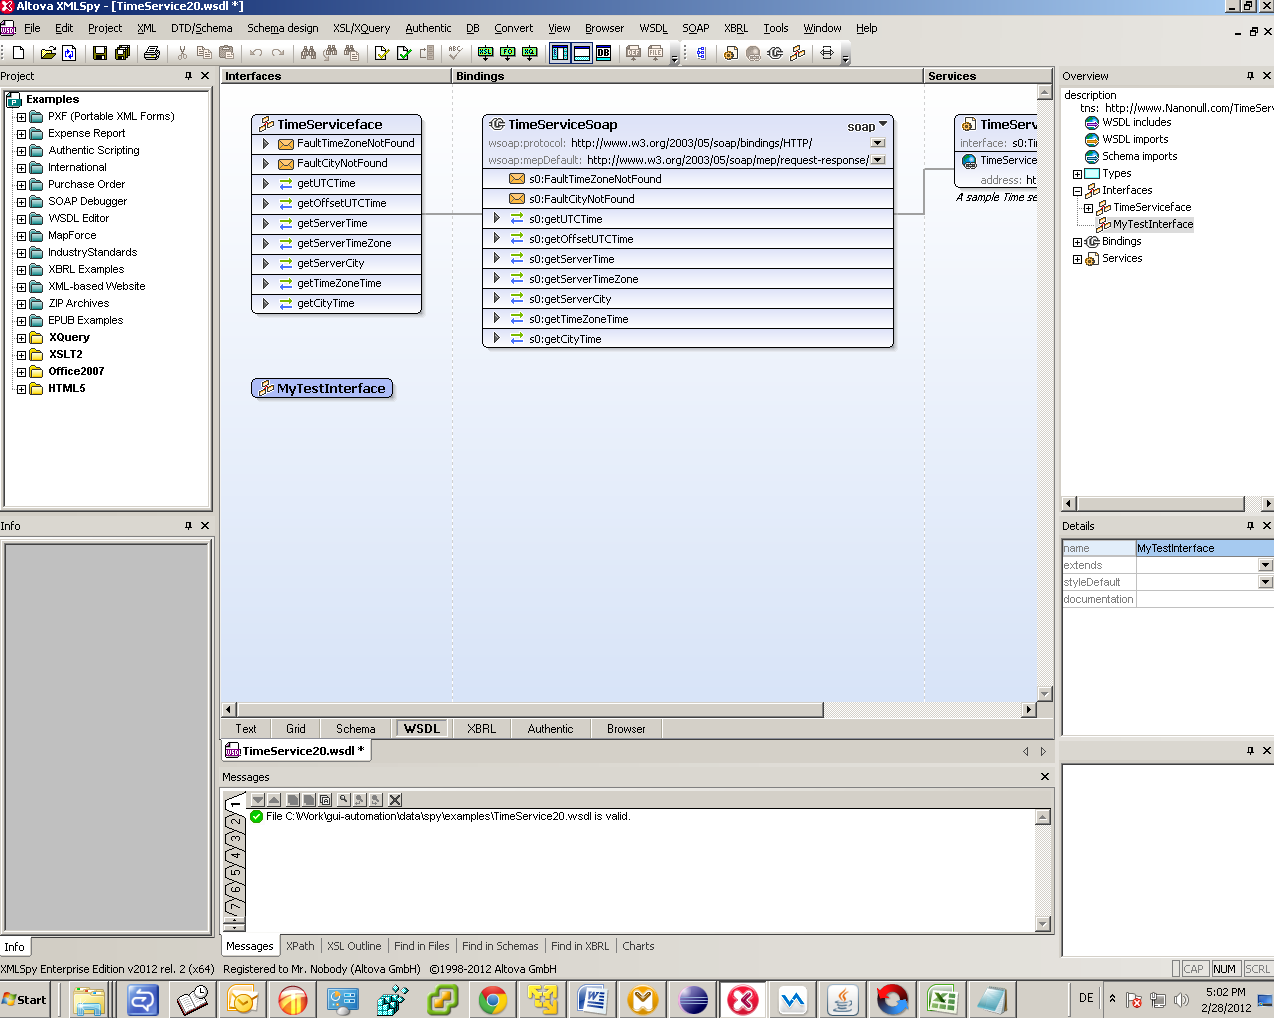 Altova XMLSpy - [TimeService20.wsdl *]
File Edit Project XML DTD/Schema Schema design XSL/XQuery Authentic DB Convert View Browser WSDL SOAP XBRL Tools Window Help
Project
Examples
PXF (Portable XML Forms)
Expense Report
Authentic Scripting
International
Purchase Order
SOAP Debugger
WSDL Editor
MapForce
IndustryStandards
XBRL Examples
XML-based Website
ZIP Archives
EPUB Examples
XQuery
XSLT2
Office2007
HTML5
Info
Info
Interfaces Bindings Services
TimeServiceface
FaultTimeZoneNotFound
FaultCityNotFound
getUTCTime
getOffsetUTCTime
getServerTime
getServerTimeZone
getServerCity
getTimeZoneTime
getCityTime
MyTestInterface
TimeServiceSoap soap
wsoap:protocol: http://www.w3.org/2003/05/soap/bindings/HTTP/
wsoap:mepDefault: http://www.w3.org/2003/05/soap/mep/request-response/
s0:FaultTimeZoneNotFound
s0:FaultCityNotFound
s0:getUTCTime
s0:getOffsetUTCTime
s0:getServerTime
s0:getServerTimeZone
s0:getServerCity
s0:getTimeZoneTime
s0:getCityTime
TimeServ
interface: s0:Ti
TimeService
address: ht
A sample Time se
Text Grid Schema WSDL XBRL Authentic Browser
TimeService20.wsdl *
Messages
1
2
3
4
5
6
7
File C:\Work\gui-automation\data\spy\examples\TimeService20.wsdl is valid.
Messages XPath XSL Outline Find in Files Find in Schemas Find in XBRL Charts
Overview
description
tns: http://www.Nanonull.com/TimeServ
WSDL includes
WSDL imports
Schema imports
Types
Interfaces
TimeServiceface
MyTestInterface
Bindings
Services
Details
name MyTestInterface
extends
styleDefault
documentation
XMLSpy Enterprise Edition v2012 rel. 2 (x64) Registered to Mr. Nobody (Altova GmbH) ©1998-2012 Altova GmbH
CAP NUM SCRL
Start
DE
5:02 PM
2/28/2012